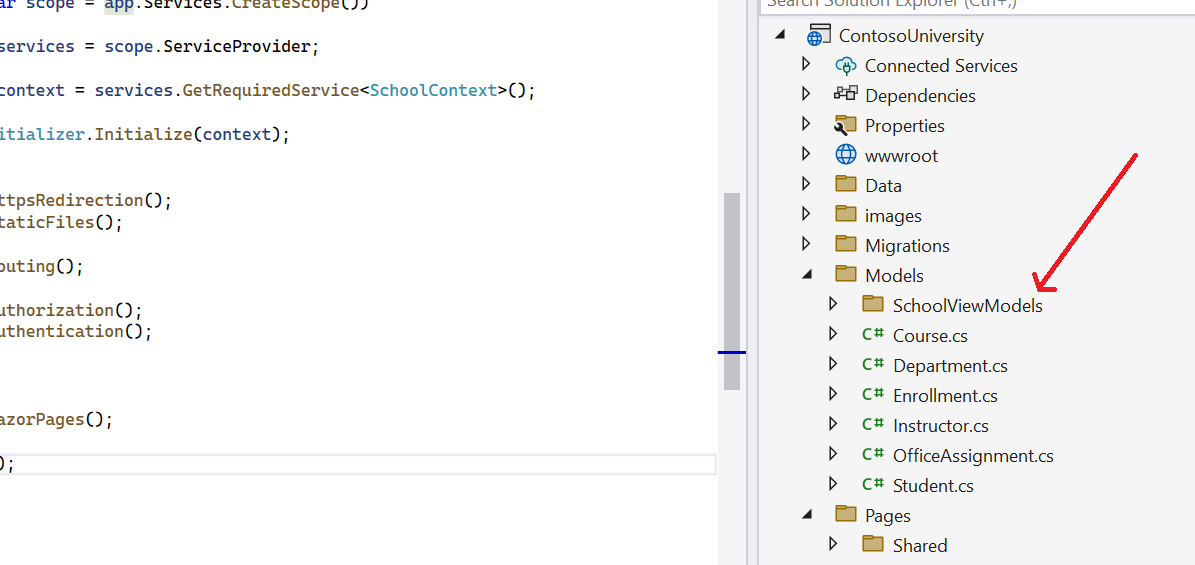 ar scope = app.Services.CreateScope())
services = scope.ServiceProvider;
context = services.GetRequiredService<SchoolContext>();
itializer.Initialize(context);
ttpsRedirection();
taticFiles();
outing();
uthorization();
uthentication();
azorPages();
);
Search Solution Explorer (Ctrl+;)
ContosoUniversity
Connected Services
Dependencies
Properties
wwwroot
Data
images
Migrations
Models
SchoolViewModels
C# Course.cs
C# Department.cs
C# Enrollment.cs
C# Instructor.cs
C# OfficeAssignment.cs
C# Student.cs
Pages
Shared